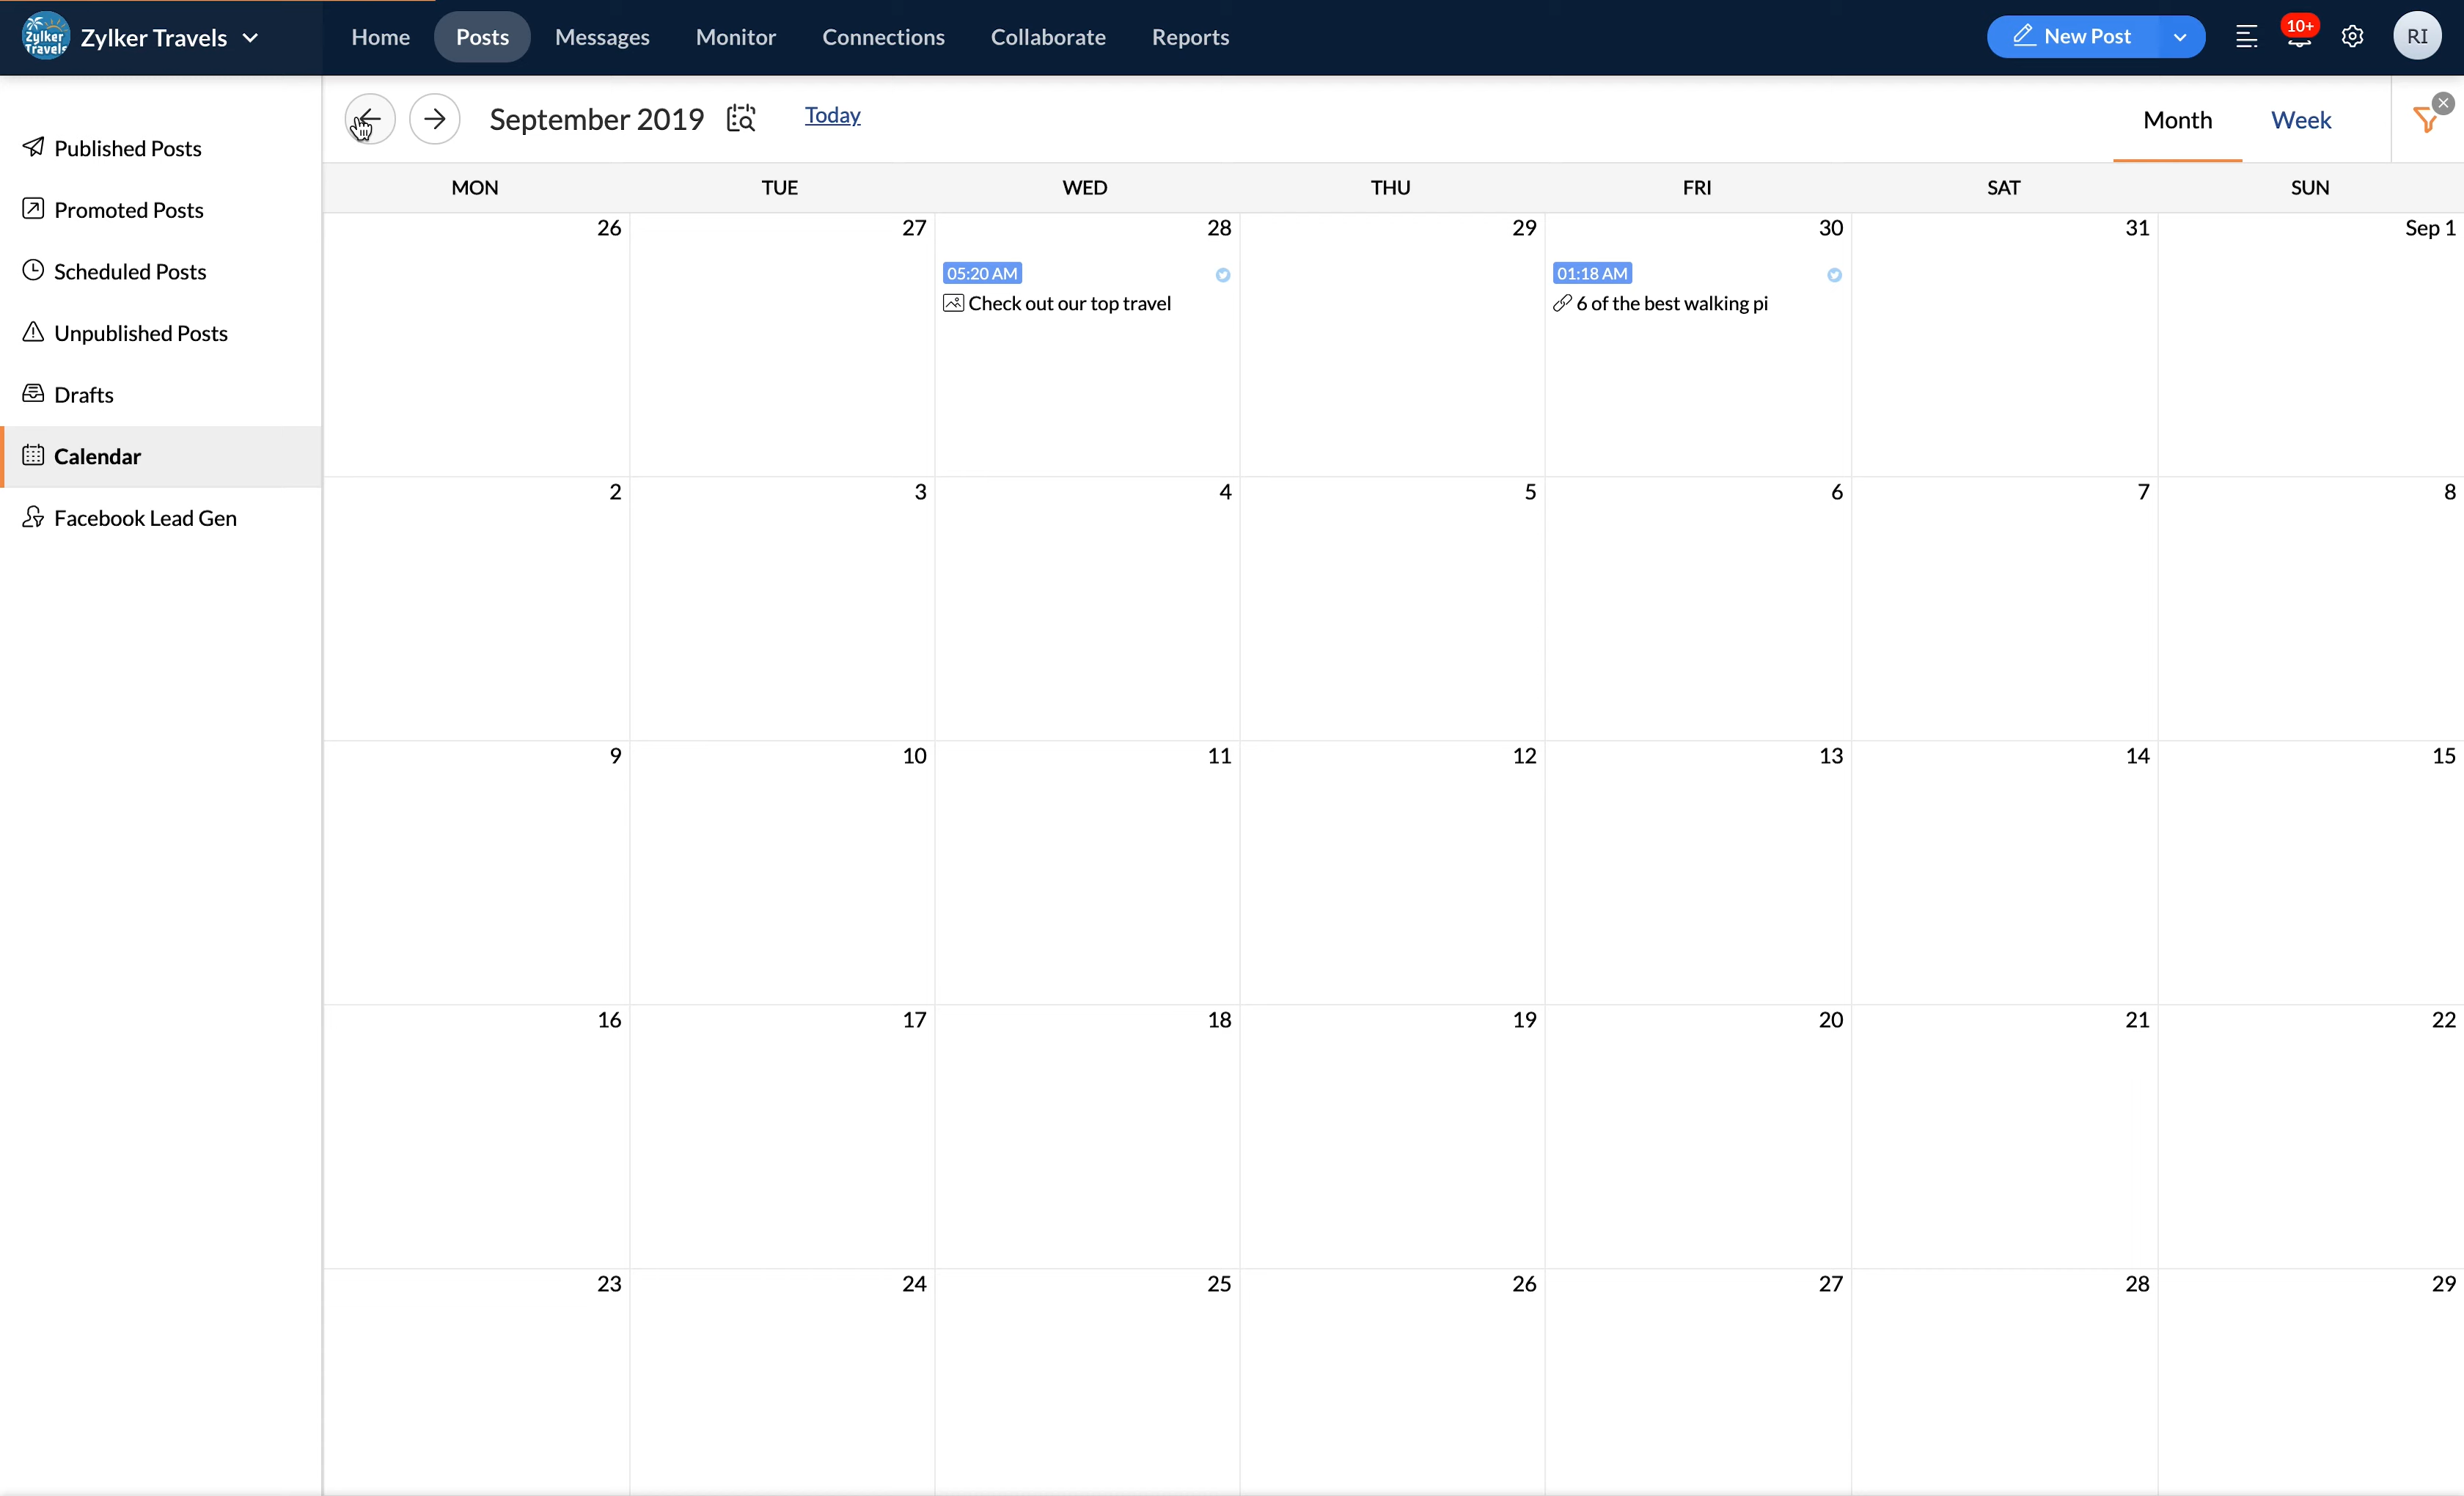 Zylker Travels
Zylker Travels
Home Posts Messages Monitor Connections Collaborate Reports
New Post
10+
RI
Published Posts
Promoted Posts
Scheduled Posts
Unpublished Posts
Drafts
Calendar
Facebook Lead Gen
September 2019 Today Month Week
MON TUE WED THU FRI SAT SUN
26 27 28 29 30 31 Sep 1
05:20 AM
Check out our top travel
01:18 AM
6 of the best walking pi
2 3 4 5 6 7 8
9 10 11 12 13 14 15
16 17 18 19 20 21 22
23 24 25 26 27 28 29